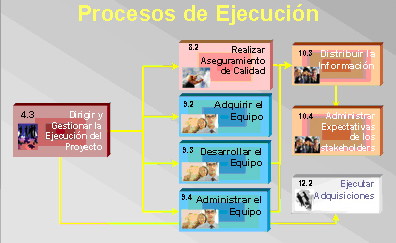 Procesos de Ejecución
4.3 Dirigir y
Gestionar la
Ejecución del
Proyecto
8.2 Realizar
Aseguramiento
de Calidad
9.2 Adquirir el
Equipo
9.3 Desarrollar el
Equipo
9.4 Administrar el
Equipo
10.3 Distribuir la
Información
10.4 Administrar
Expectativas
de los
stakeholders
12.2 Ejecutar
Adquisiciones